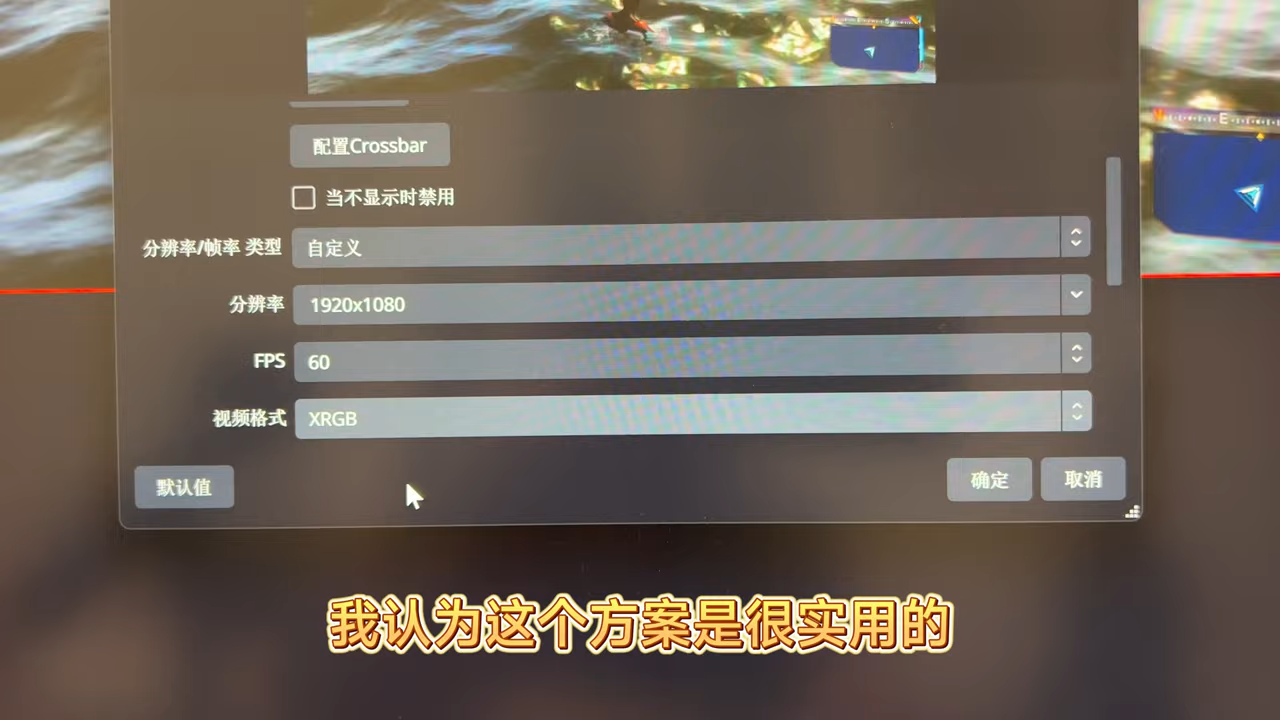 配置Crossbar
当不显示时禁用
分辨率/帧率 类型 自定义
分辨率 1920x1080
FPS 60
视频格式 XRGB
默认值 确定 取消
E
我认为这个方案是很实用的